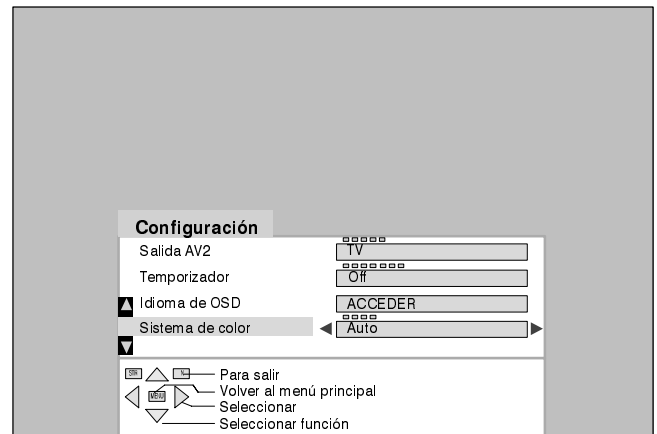 Configuración
Salida AV2 TV
Temporizador Off
Idioma de OSD ACCEDER
Sistema de color Auto
Para salir
MENU Volver al menú principal
Seleccionar
Seleccionar función